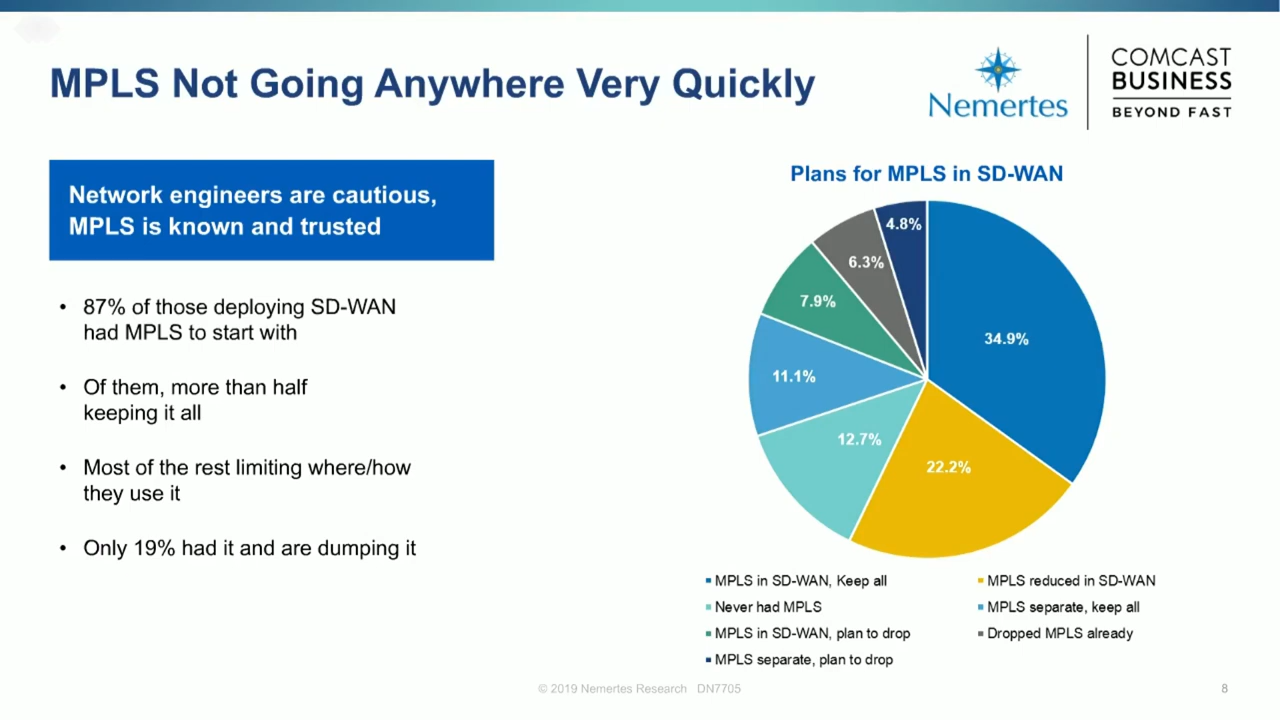 MPLS Not Going Anywhere Very Quickly
Nemertes
COMCAST
BUSINESS
BEYOND FAST
Network engineers are cautious,
MPLS is known and trusted
• 87% of those deploying SD-WAN
had MPLS to start with
• Of them, more than half
keeping it all
• Most of the rest limiting where/how
they use it
• Only 19% had it and are dumping it
Plans for MPLS in SD-WAN
4.8%
6.3%
7.9%
34.9%
11.1%
12.7%
22.2%
MPLS in SD-WAN, Keep all
MPLS reduced in SD-WAN
Never had MPLS
MPLS separate, keep all
MPLS in SD-WAN, plan to drop
Dropped MPLS already
MPLS separate, plan to drop
© 2019 Nemertes Research DN7705
8